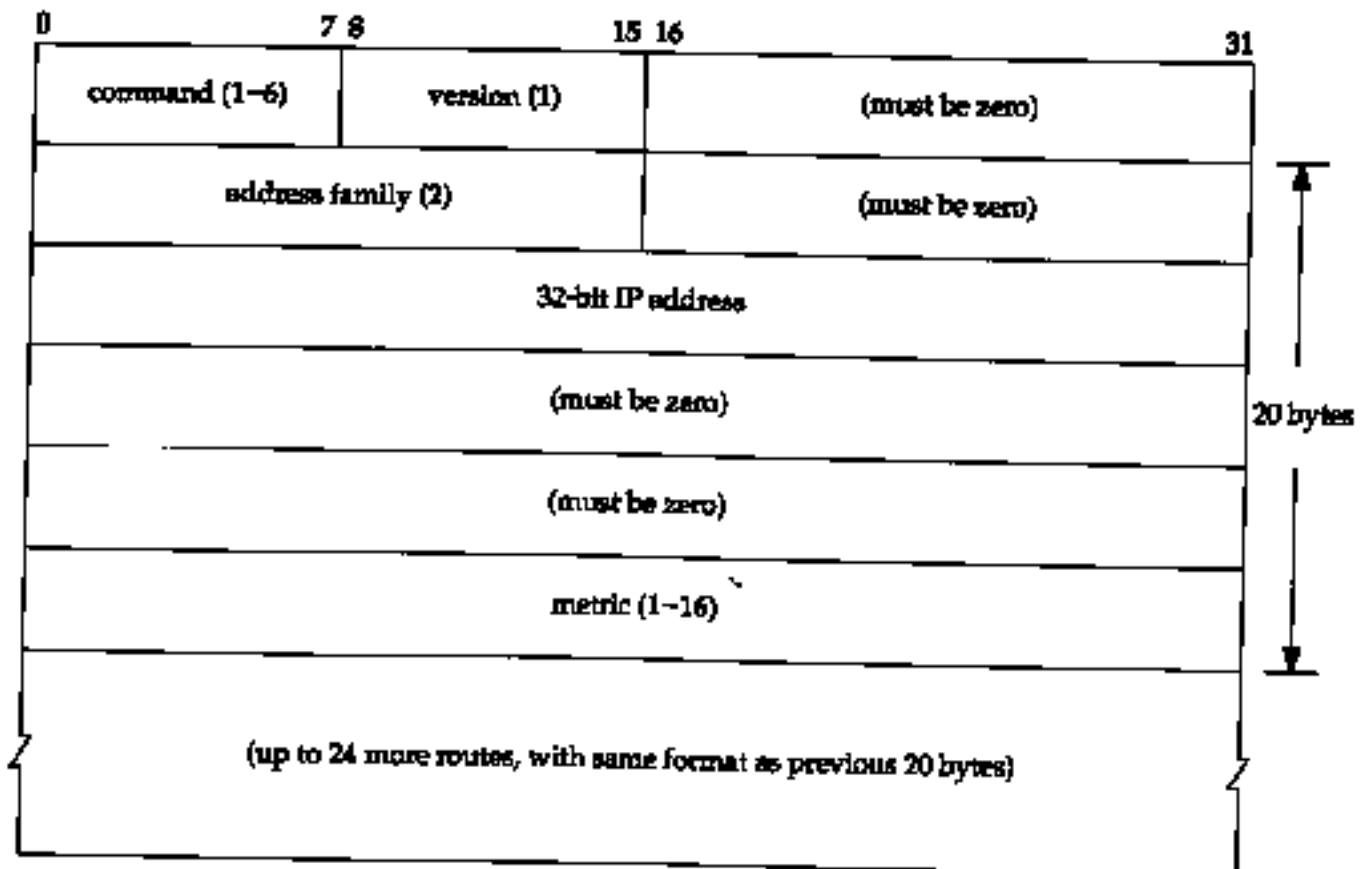 0 7 8 15 16 31
command (1-6) version (1) (must be zero)
address family (2) (must be zero)
32-bit IP address
(must be zero)
20 bytes
(must be zero)
metric (1-16)
(up to 24 more routes, with same format as previous 20 bytes)